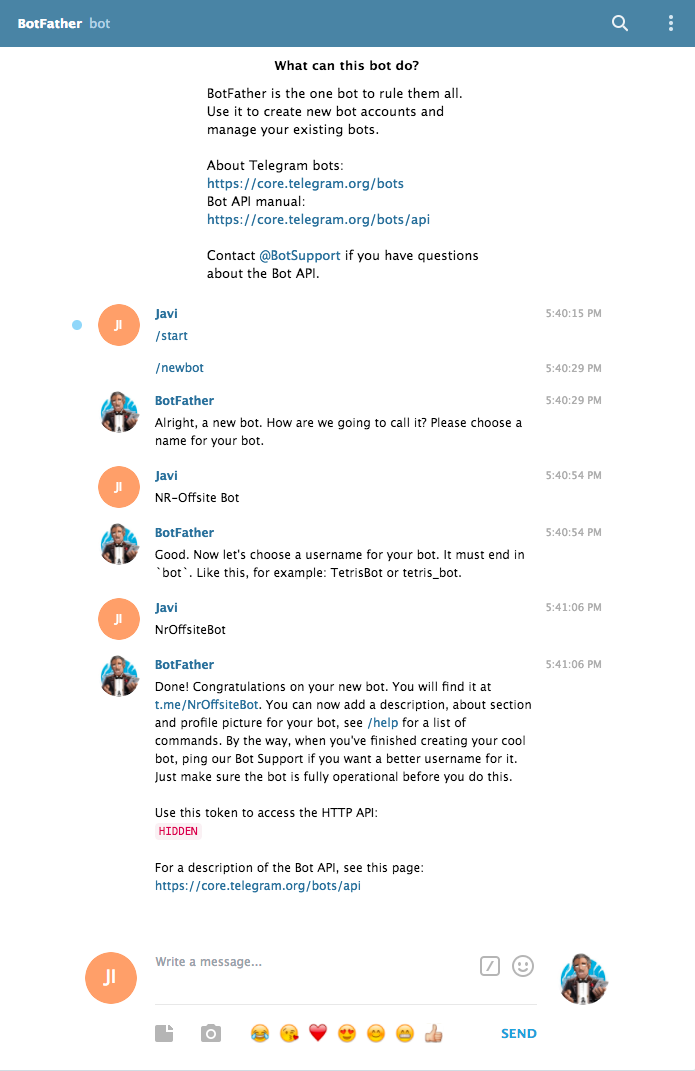 BotFather bot
What can this bot do?
BotFather is the one bot to rule them all.
Use it to create new bot accounts and
manage your existing bots.
About Telegram bots:
https://core.telegram.org/bots
Bot API manual:
https://core.telegram.org/bots/api
Contact @BotSupport if you have questions
about the Bot API.
JI
Javi 5:40:15 PM
/start
/newbot 5:40:29 PM
BotFather 5:40:29 PM
Alright, a new bot. How are we going to call it? Please choose a
name for your bot.
JI
Javi 5:40:54 PM
NR-Offsite Bot
BotFather 5:40:54 PM
Good. Now let's choose a username for your bot. It must end in
`bot`. Like this, for example: TetrisBot or tetris_bot.
JI
Javi 5:41:06 PM
NrOffsiteBot
BotFather 5:41:06 PM
Done! Congratulations on your new bot. You will find it at
t.me/NrOffsiteBot. You can now add a description, about section
and profile picture for your bot, see /help for a list of
commands. By the way, when you've finished creating your cool
bot, ping our Bot Support if you want a better username for it.
Just make sure the bot is fully operational before you do this.
Use this token to access the HTTP API:
HIDDEN
For a description of the Bot API, see this page:
https://core.telegram.org/bots/api
JI
Write a message...
SEND